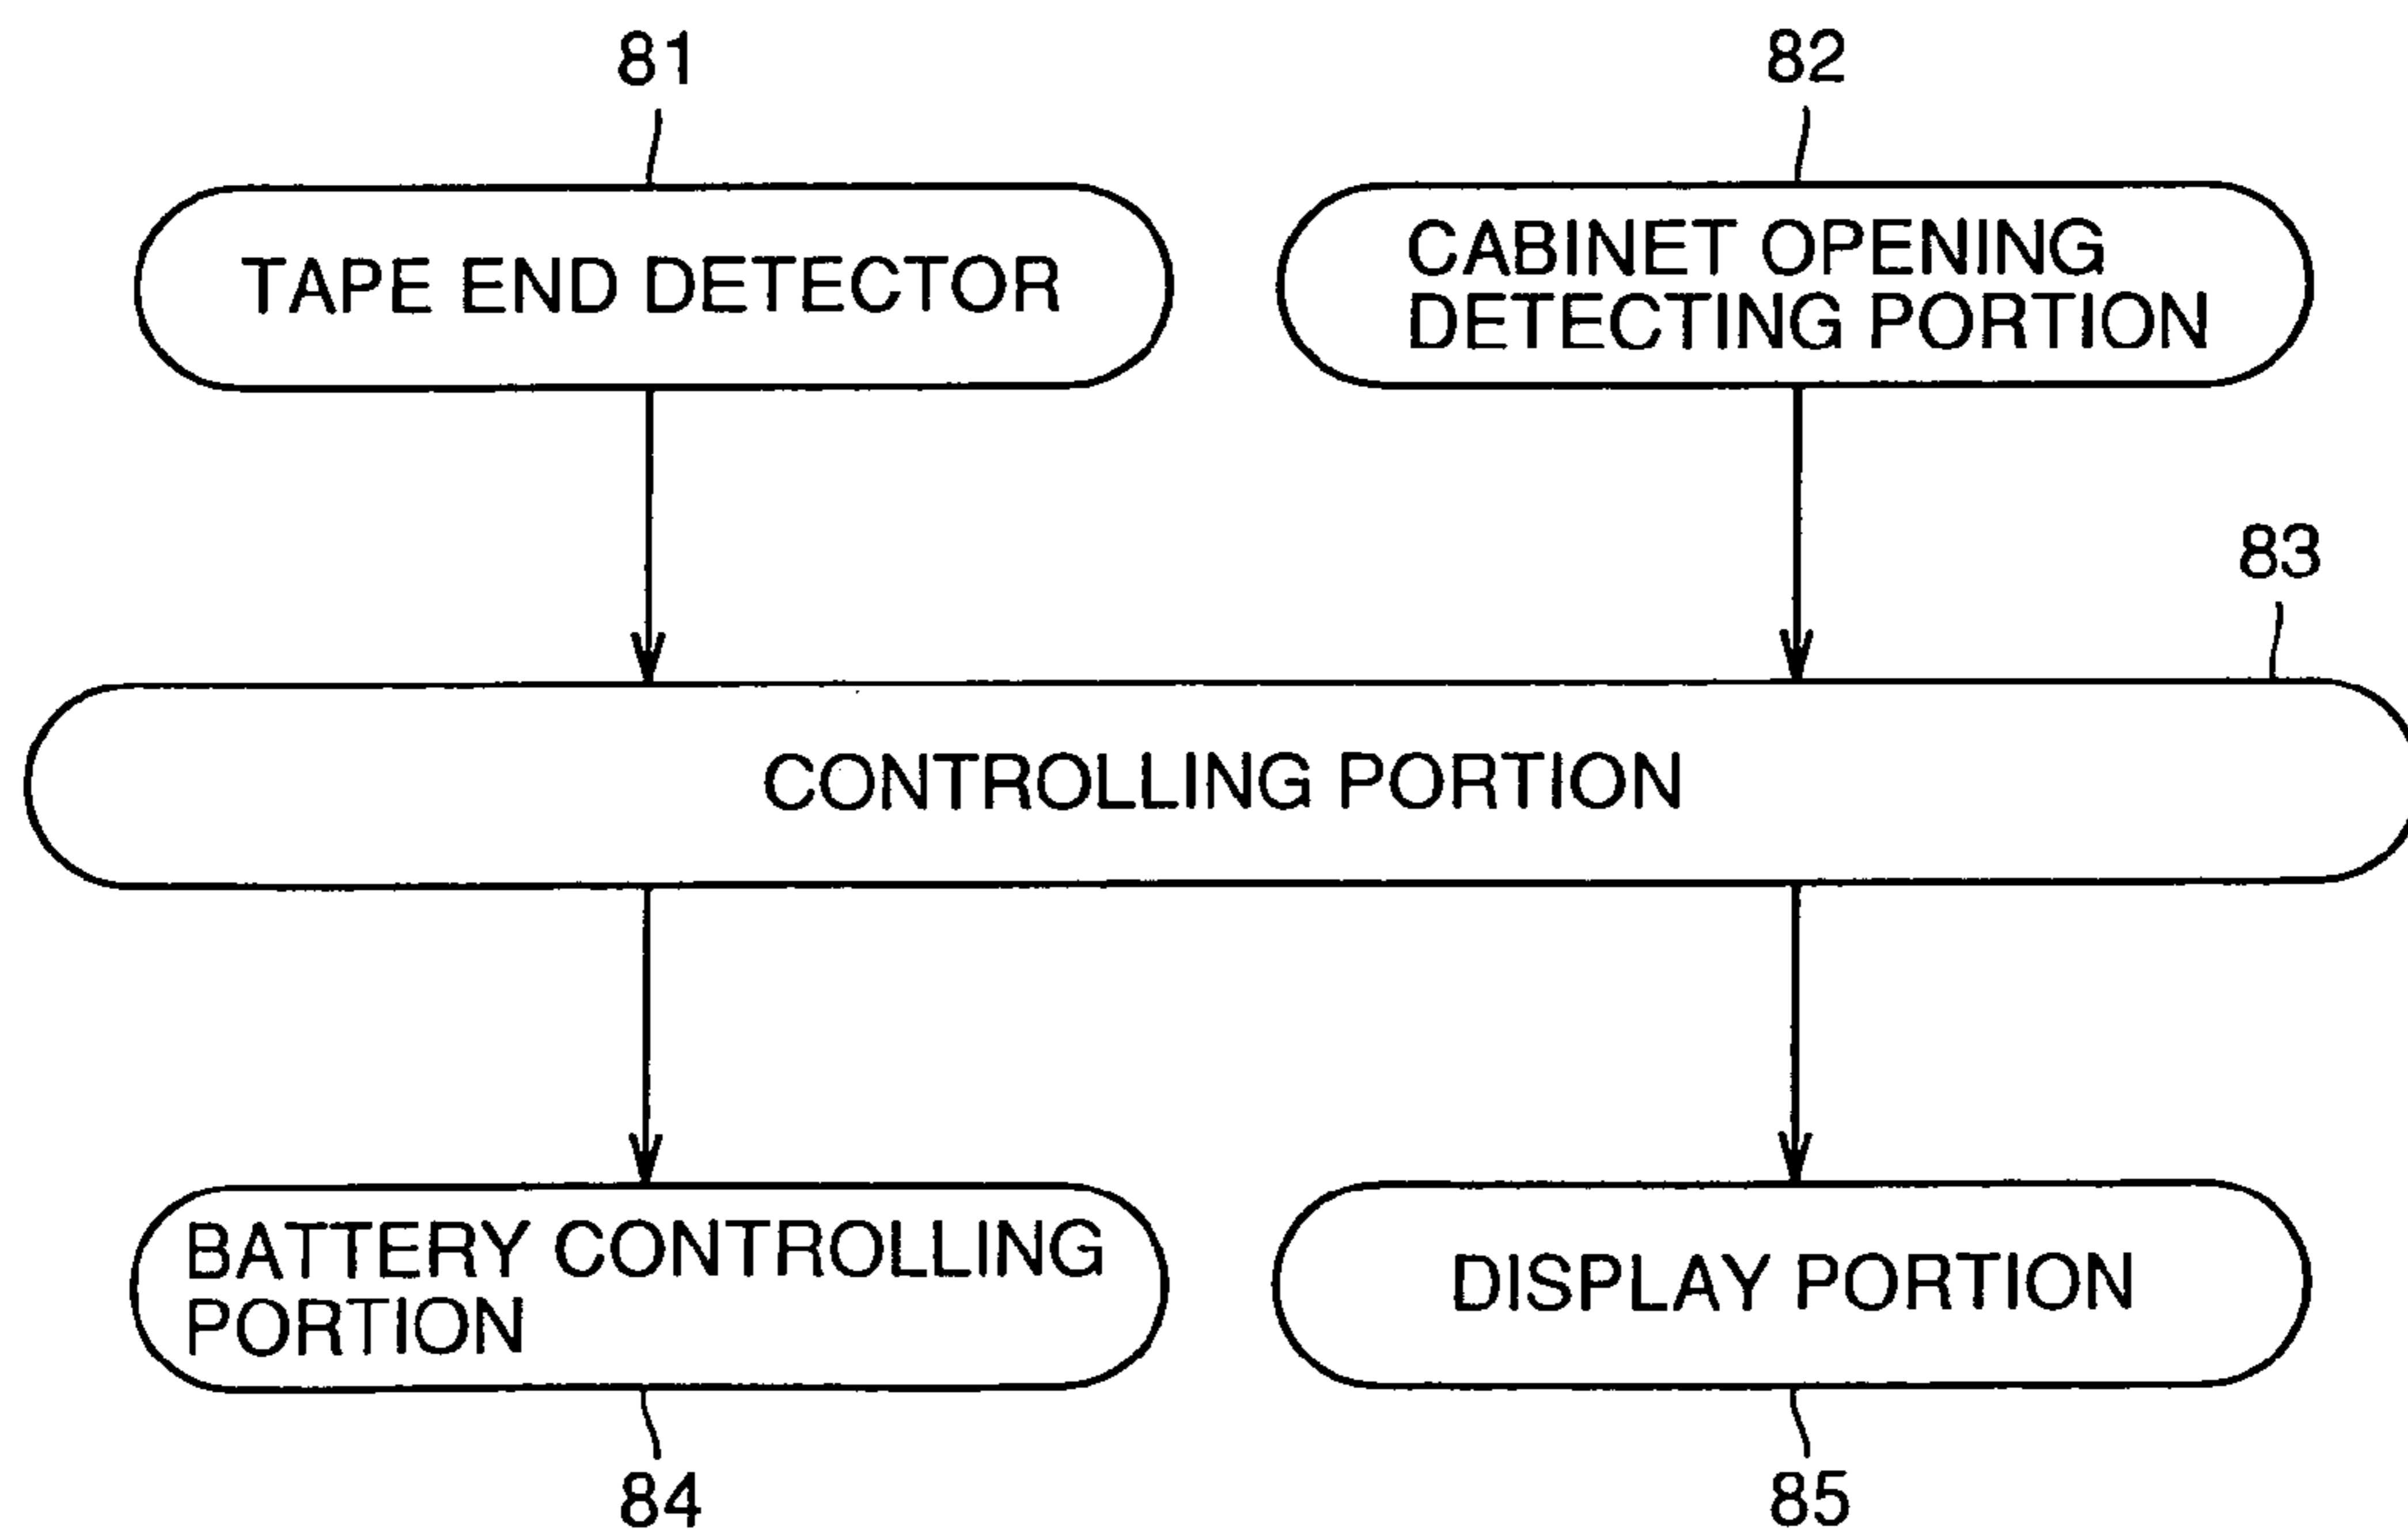 81
82
TAPE END DETECTOR
CABINET OPENING
DETECTING PORTION
83
CONTROLLING PORTION
BATTERY CONTROLLING
PORTION
DISPLAY PORTION
84
85